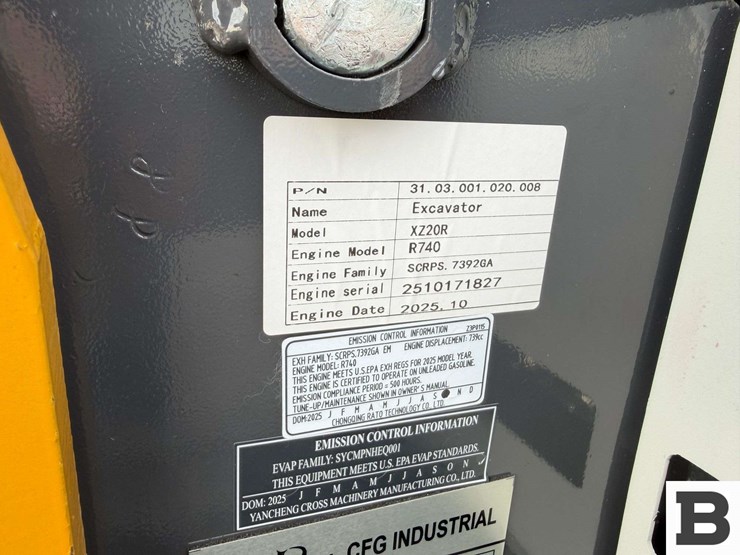 P/N 31.03.001.020.008
Name Excavator
Model XZ20R
Engine Model R740
Engine Family SCRPS.7392GA
Engine serial 2510171827
Engine Date 2025.10
EMISSION CONTROL INFORMATION Z3P9115
EXH FAMILY: SCRPS.7392GA EM ENGINE DISPLACEMENT: 739cc
ENGINE MODEL: R740
THIS ENGINE MEETS U.S.EPA EXH REGS FOR 2025 MODEL YEAR.
THIS ENGINE IS CERTIFIED TO OPERATE ON UNLEADED GASOLINE.
EMISSION COMPLIANCE PERIOD = 500 HOURS.
TUNE-UP/MAINTENANCE SHOWN IN OWNER'S MANUAL.
DOM:2025 J F M A M J J A S N D
CHONGQING RATO TECHNOLOGY CO., LTD.
EMISSION CONTROL INFORMATION
EVAP FAMILY: SYCMPNHEQ001
THIS EQUIPMENT MEETS U.S. EPA EVAP STANDARDS.
DOM: 2025 J F M A M J J A S O N
YANCHENG CROSS MACHINERY MANUFACTURING CO., LTD.
CFG INDUSTRIAL
B